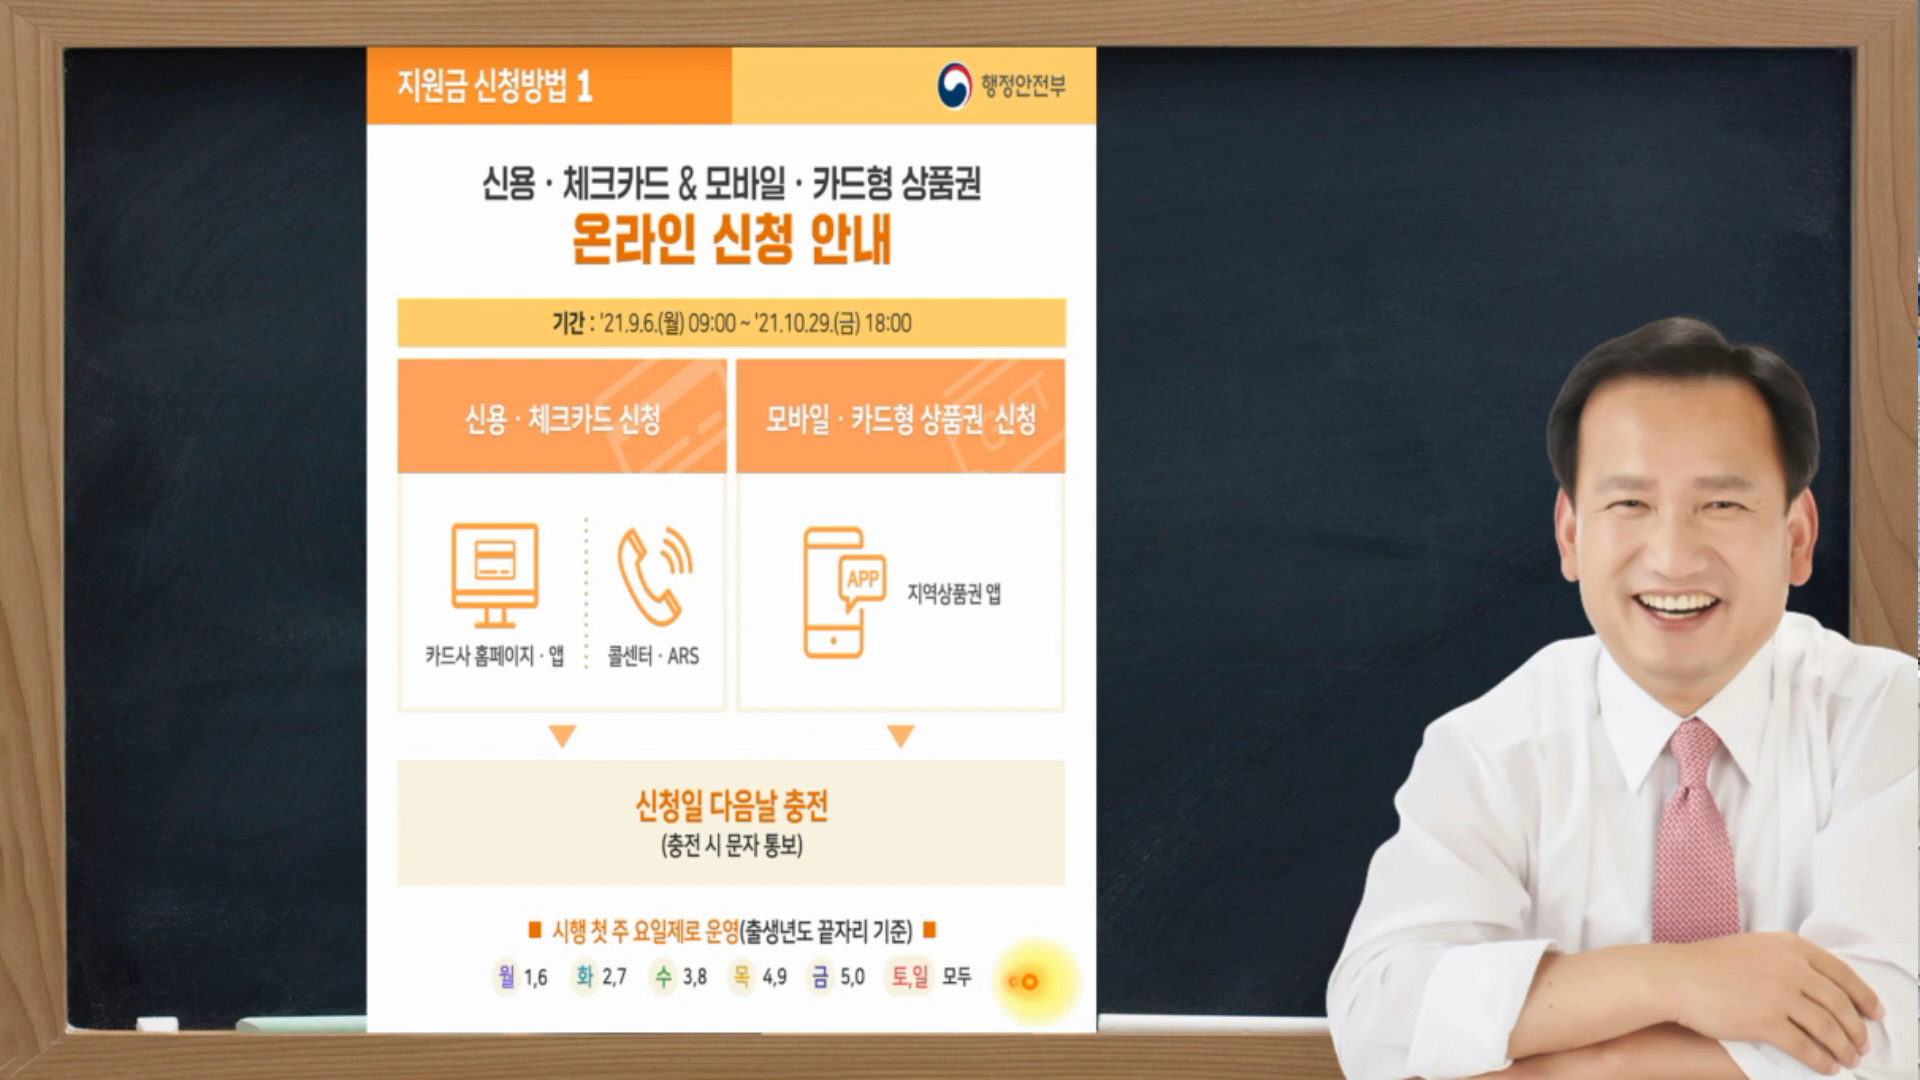 지원금 신청방법 1
행정안전부
신용 · 체크카드 & 모바일 · 카드형 상품권
온라인 신청 안내
기간 : '21.9.6.(월) 09:00 ~ '21.10.29.(금) 18:00
신용 · 체크카드 신청
카드사 홈페이지 · 앱
콜센터 · ARS
모바일 · 카드형 상품권 신청
GIFT
APP
지역상품권 앱
신청일 다음날 충전
(충전 시 문자 통보)
■ 시행 첫 주 요일제로 운영(출생년도 끝자리 기준) ■
월 1,6 화 2,7 수 3,8 목 4,9 금 5,0 토,일 모두